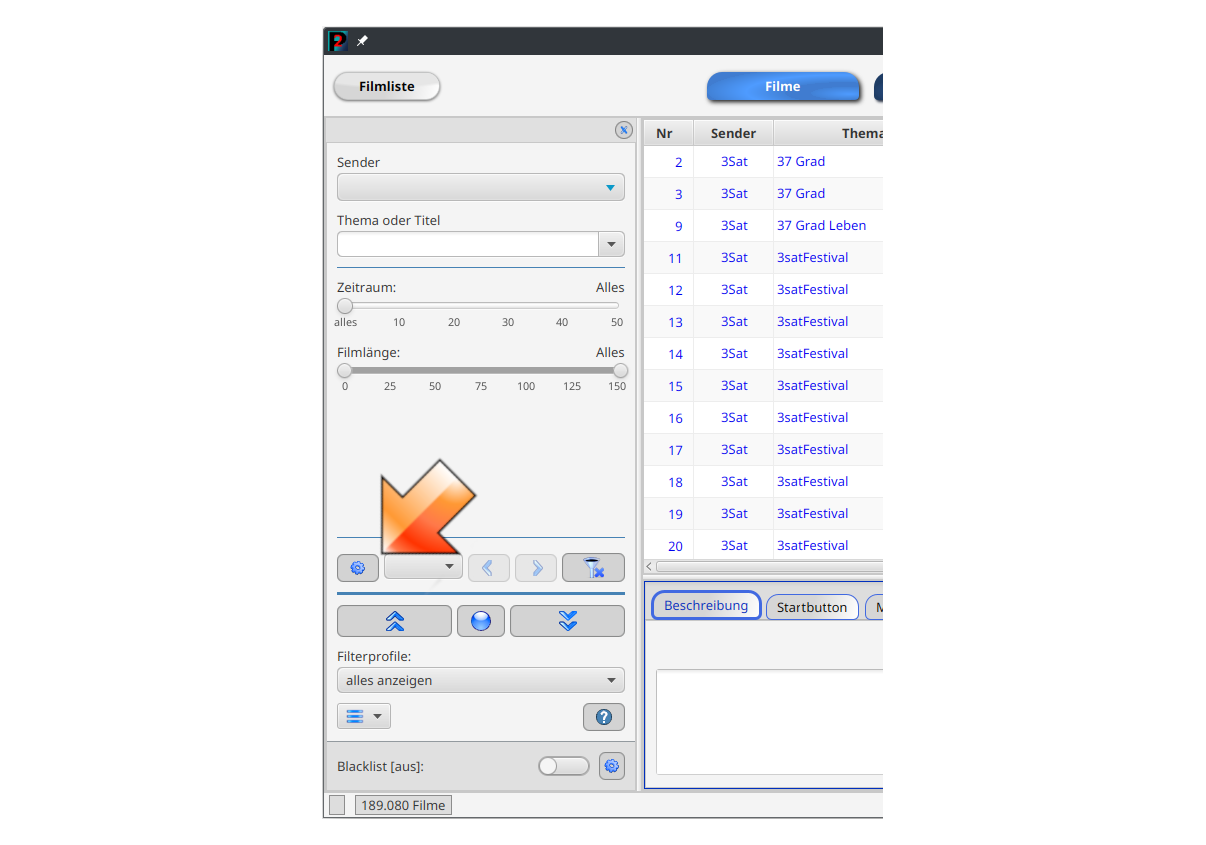 Filmliste
Filme
Sender
Thema oder Titel
Zeitraum: Alles
alles 10 20 30 40 50
Filmlänge: Alles
0 25 50 75 100 125 150
Filterprofile:
alles anzeigen
Blacklist [aus]:
189.080 Filme
Nr Sender Thema
2 3Sat 37 Grad
3 3Sat 37 Grad
9 3Sat 37 Grad Leben
11 3Sat 3satFestival
12 3Sat 3satFestival
13 3Sat 3satFestival
14 3Sat 3satFestival
15 3Sat 3satFestival
16 3Sat 3satFestival
17 3Sat 3satFestival
18 3Sat 3satFestival
19 3Sat 3satFestival
20 3Sat 3satFestival
Beschreibung Startbutton